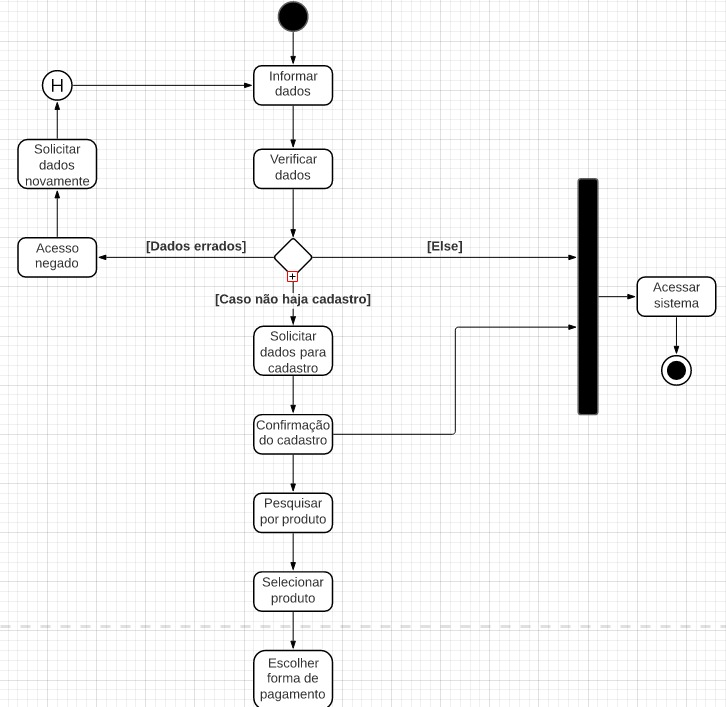 Informar
dados
H
Verificar
dados
Solicitar
dados
novamente
Acesso
negado
[Dados errados]
[Else]
[Caso não haja cadastro]
Acessar
sistema
Solicitar
dados para
cadastro
Confirmação
do cadastro
Pesquisar
por produto
Selecionar
produto
Escolher
forma de
pagamento